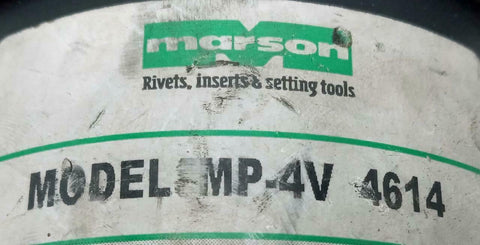 marson
Rivets, inserts & setting tools
MODEL MP-4V 4614